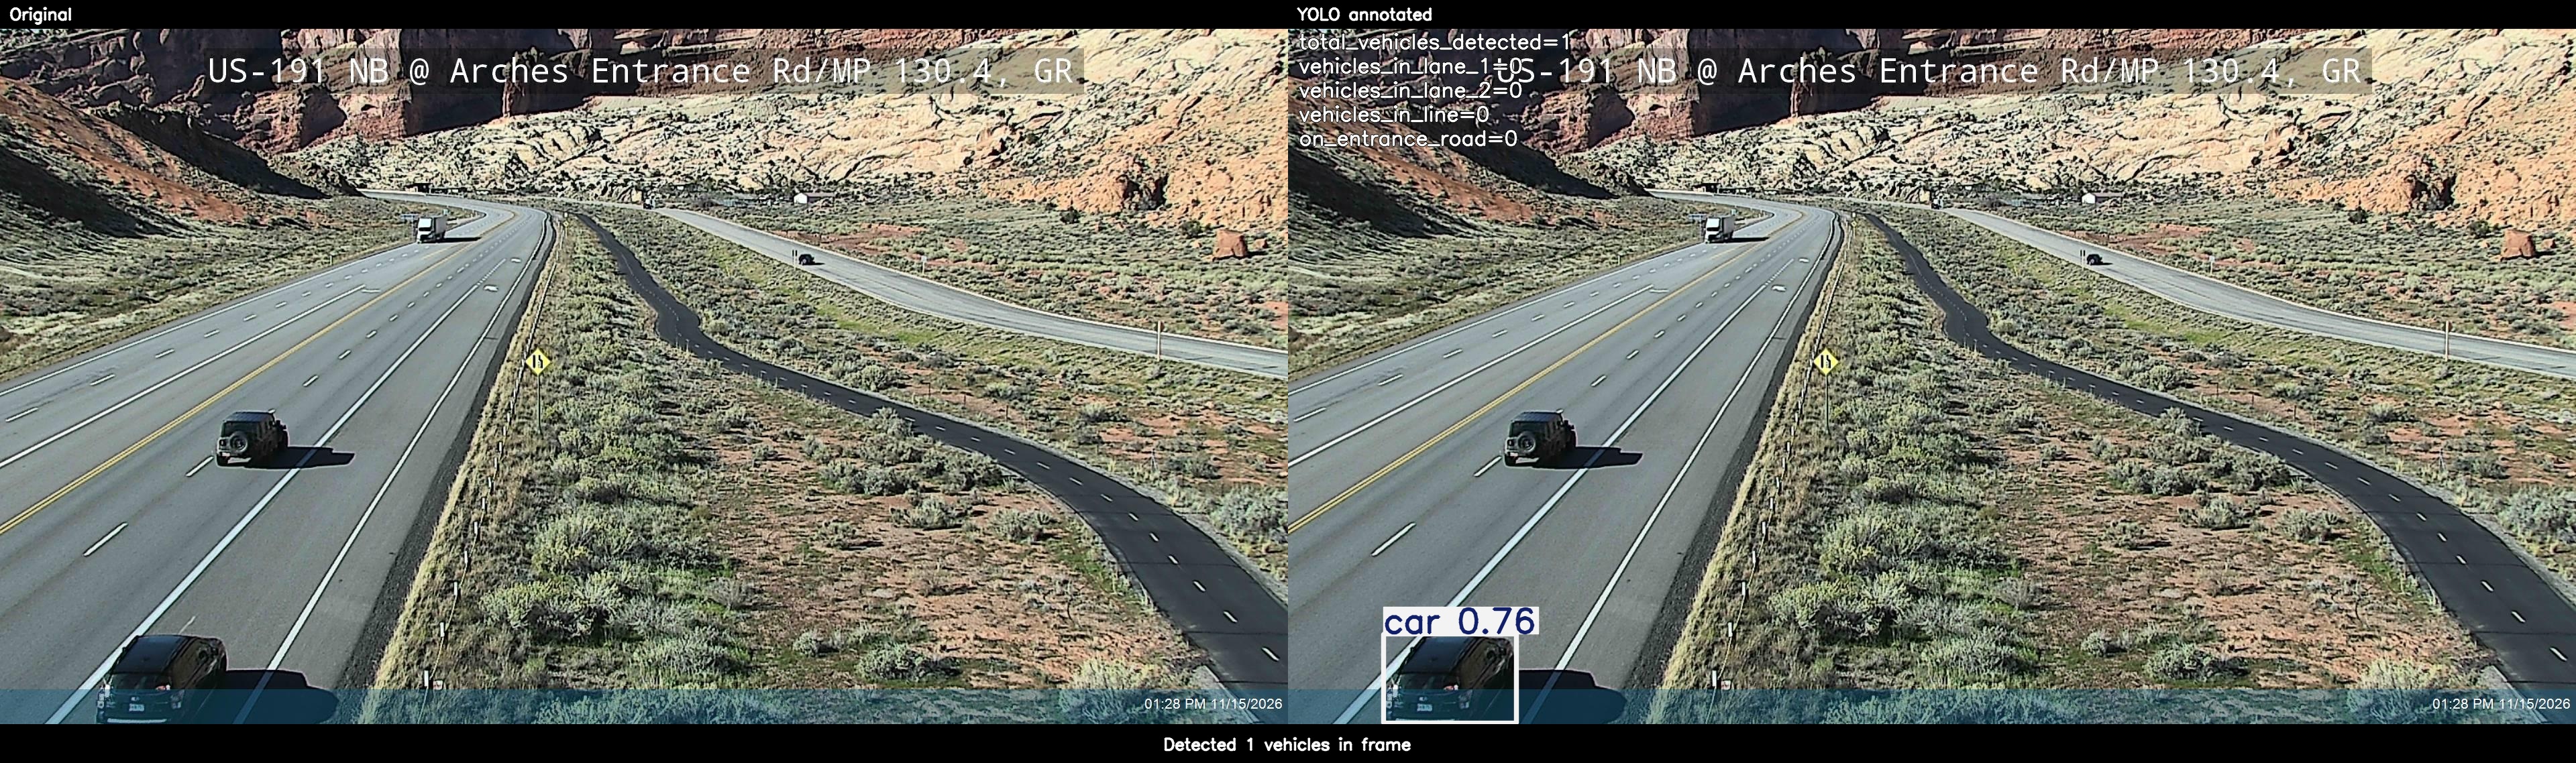 Original
US-191 NB @ Arches Entrance Rd/MP 130.4, GR
01:28 PM 11/15/2026
YOLO annotated
total_vehicles_detected=1
vehicles_in_lane_1=0
US-191 NB @ Arches Entrance Rd/MP 130.4, GR
vehicles_in_lane_2=0
vehicles_in_line=0
on_entrance_road=0
car 0.76
01:28 PM 11/15/2026
Detected 1 vehicles in frame